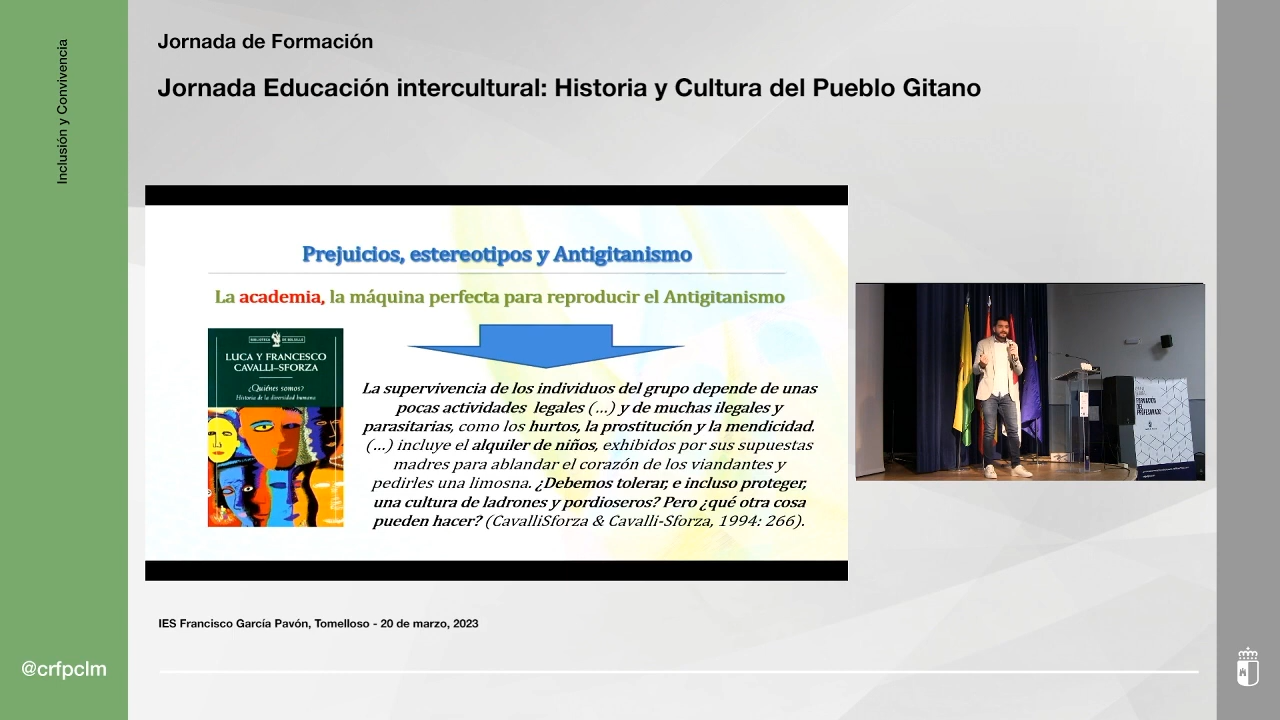 Inclusión y Convivencia
Jornada de Formación
Jornada Educación intercultural: Historia y Cultura del Pueblo Gitano
Prejuicios, estereotipos y Antigitanismo
La academia, la máquina perfecta para reproducir el Antigitanismo
BIBLIOTECA DE BOLSILLO
LUCA Y FRANCESCO
CAVALLI-SFORZA
¿Quiénes somos?
Historia de la diversidad humana
La supervivencia de los individuos del grupo depende de unas
pocas actividades legales (...) y de muchas ilegales y
parasitarias, como los hurtos, la prostitución y la mendicidad.
(...) incluye el alquiler de niños, exhibidos por sus supuestas
madres para ablandar el corazón de los viandantes y
pedirles una limosna. ¿Debemos tolerar, e incluso proteger,
una cultura de ladrones y pordioseros? Pero ¿qué otra cosa
pueden hacer? (CavalliSforza & Cavalli-Sforza, 1994: 266).
IES Francisco García Pavón, Tomelloso - 20 de marzo, 2023
@crfpclm